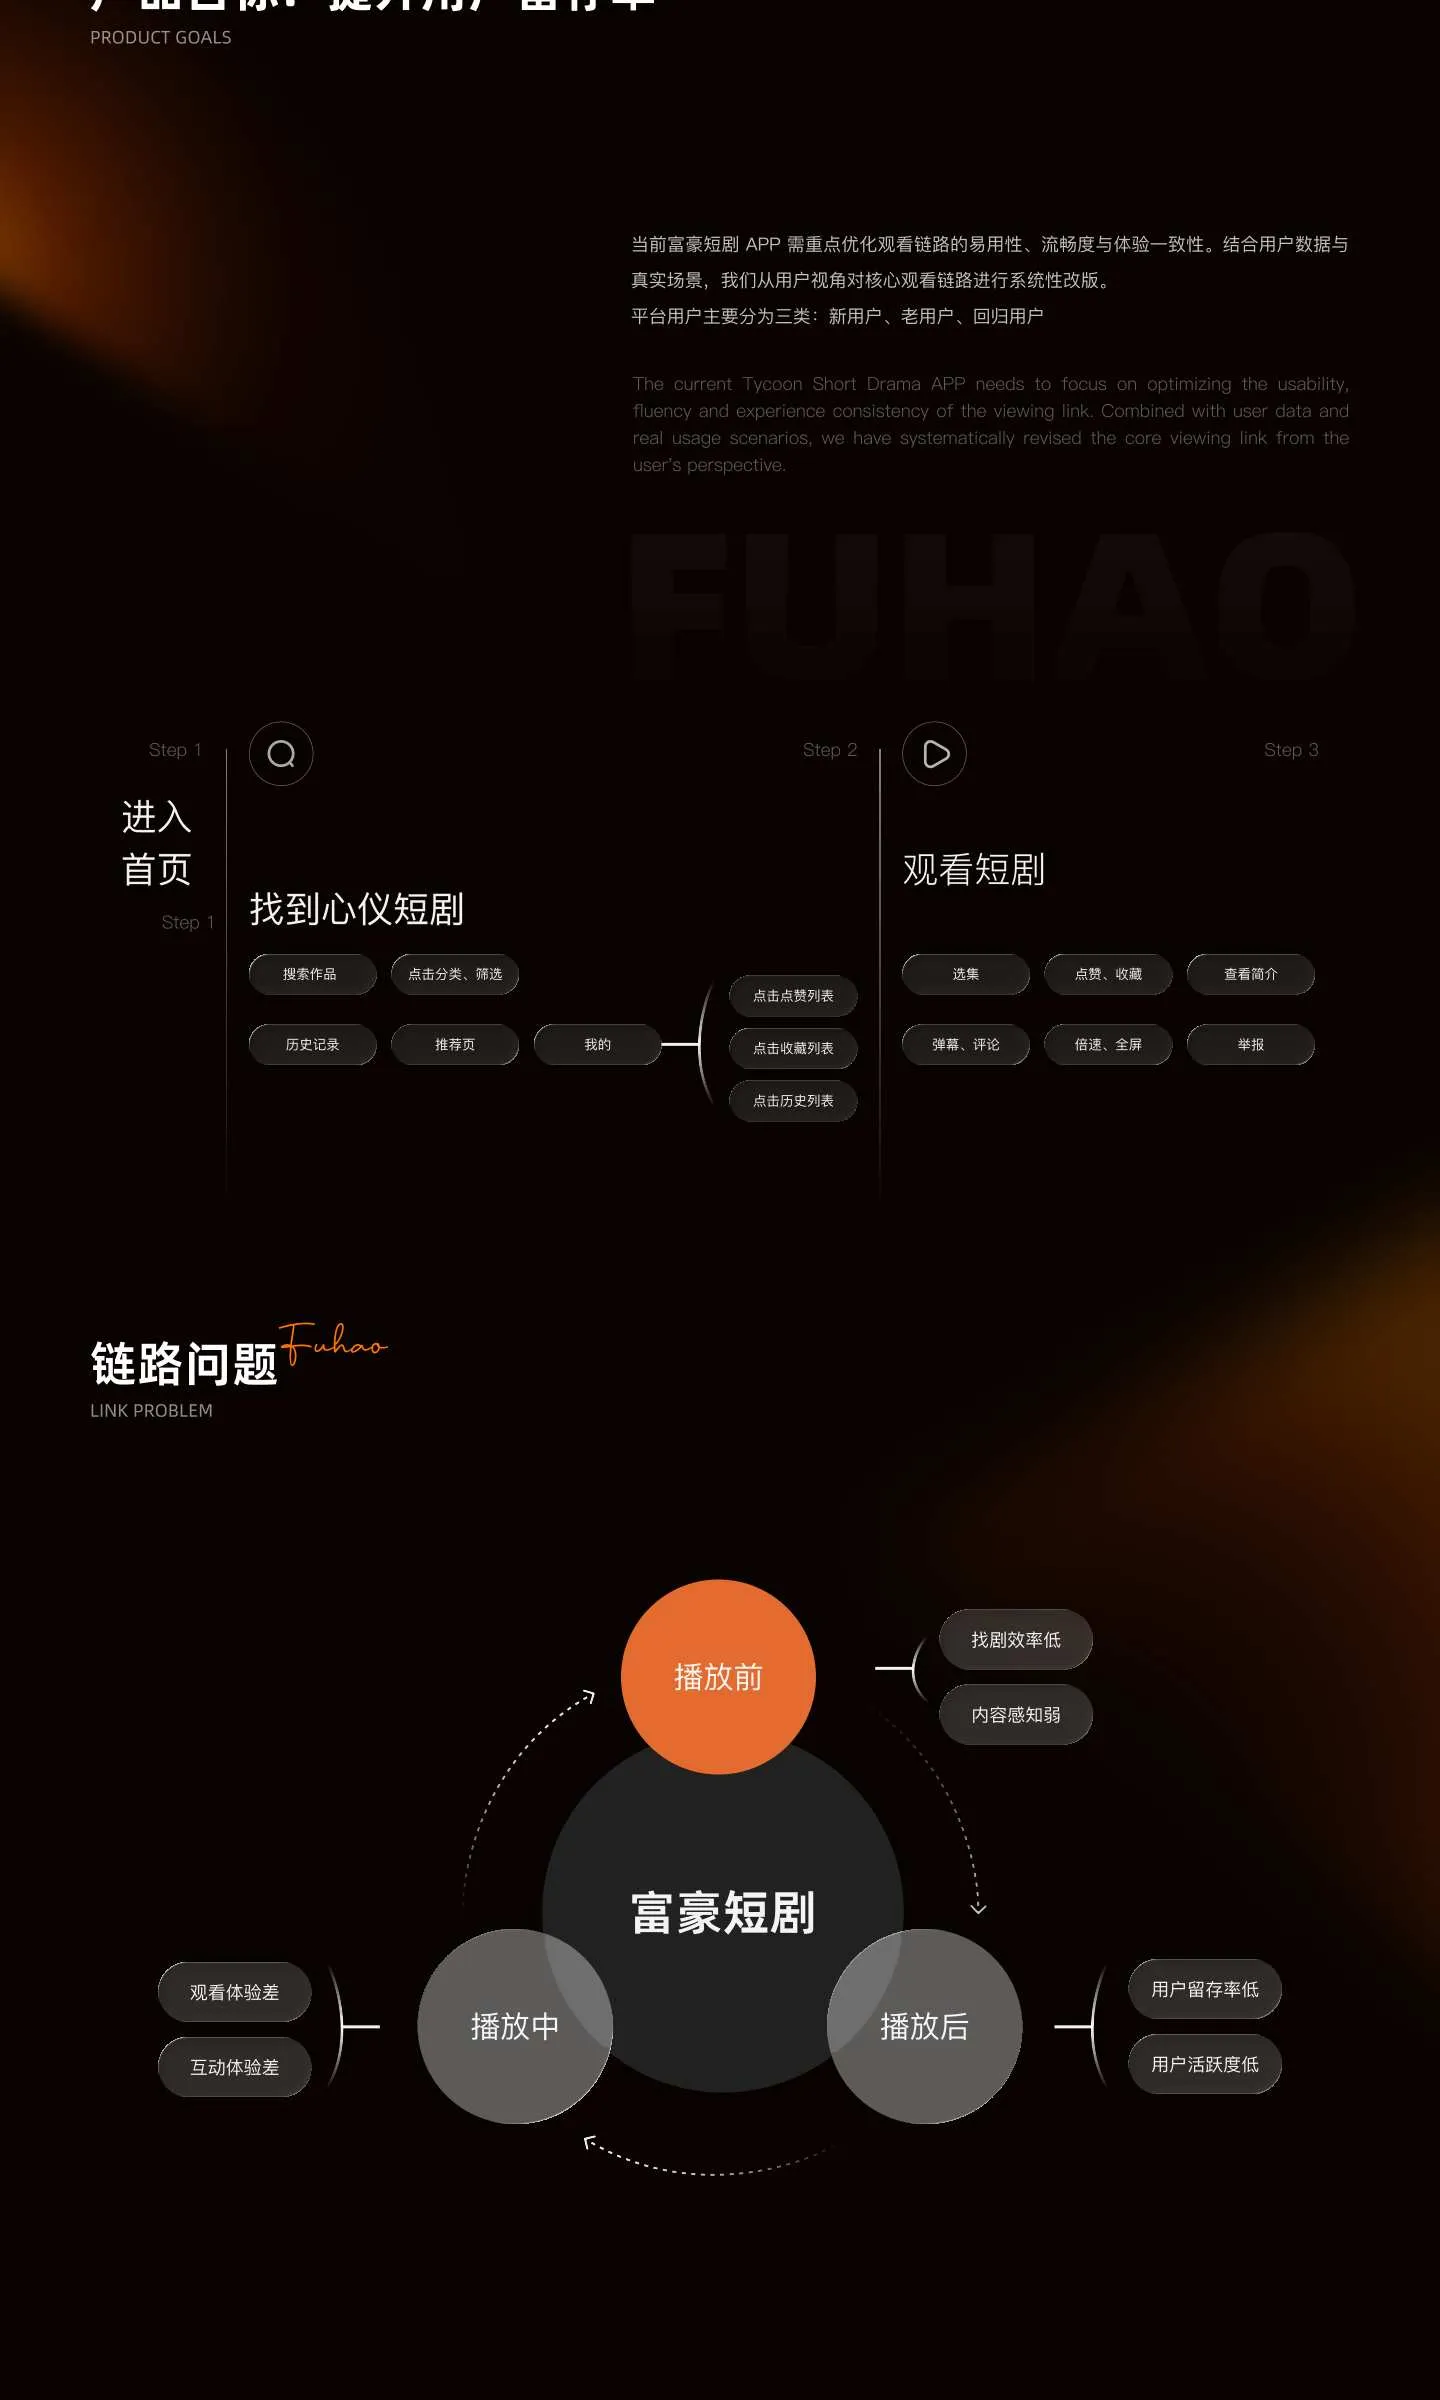 产品目标：提升用户留存率
PRODUCT GOALS
当前富豪短剧 APP 需重点优化观看链路的易用性、流畅度与体验一致性。结合用户数据与
真实场景，我们从用户视角对核心观看链路进行系统性改版。
平台用户主要分为三类：新用户、老用户、回归用户
The current Tycoon Short Drama APP needs to focus on optimizing the usability,
fluency and experience consistency of the viewing link. Combined with user data and
real usage scenarios, we have systematically revised the core viewing link from the
user's perspective.
FUHAO
Step 1
进入
首页
Step 1
找到心仪短剧
搜索作品
点击分类、筛选
历史记录
推荐页
我的
点击点赞列表
点击收藏列表
点击历史列表
Step 2
观看短剧
选集
点赞、收藏
查看简介
弹幕、评论
倍速、全屏
举报
Step 3
链路问题
Fuhao
LINK PROBLEM
播放前
找剧效率低
内容感知弱
富豪短剧
观看体验差
互动体验差
播放中
播放后
用户留存率低
用户活跃度低